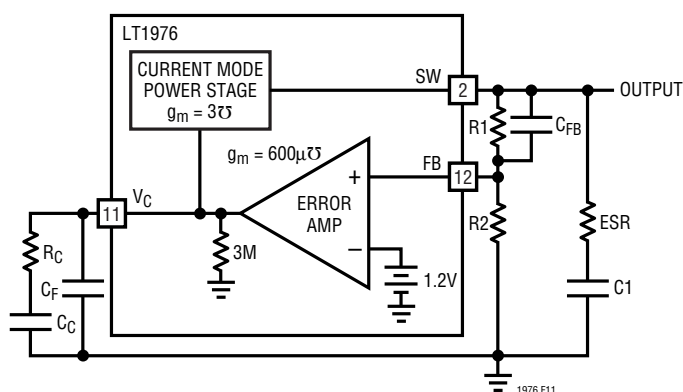 LT1976
CURRENT MODE
POWER STAGE
gm = 3℧
SW
2
OUTPUT
R1
CFB
gm = 600µ℧
FB
12
+
ERROR
AMP
–
VC
11
3M
1.2V
R2
ESR
C1
RC
CF
CC
1976 F11